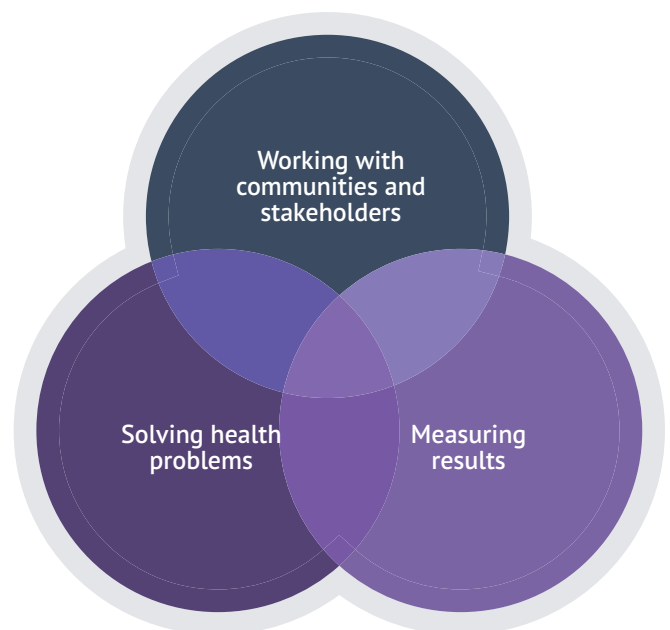 Working with
communities and
stakeholders
Solving health
problems
Measuring
results